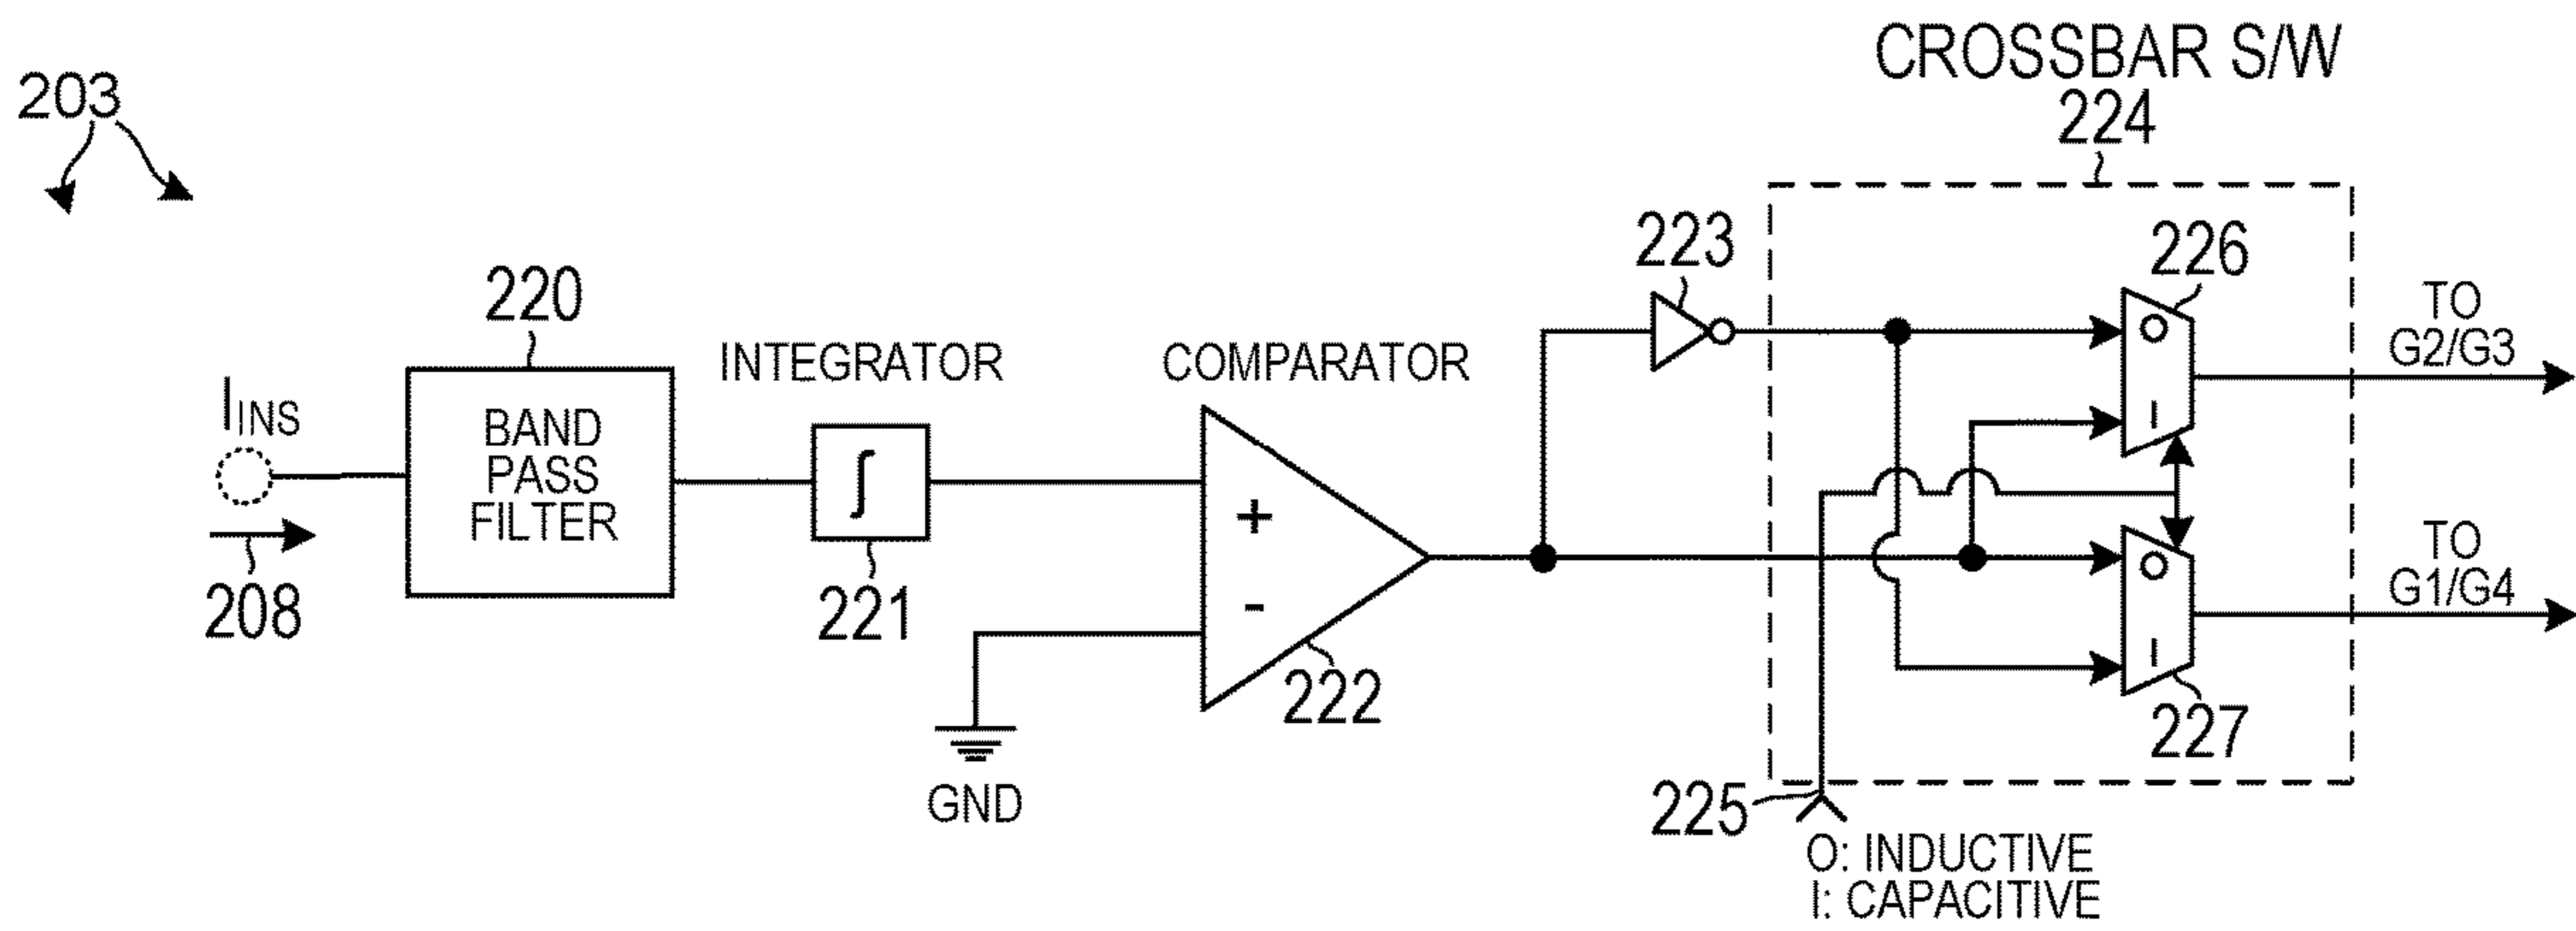 CROSSBAR S/W
224
203
223
226
220
INTEGRATOR
COMPARATOR
TO
G2/G3
IINS
BAND
PASS
FILTER
∫
+
-
O
I
O
I
208
221
222
TO
G1/G4
227
GND
225
O: INDUCTIVE
I: CAPACITIVE